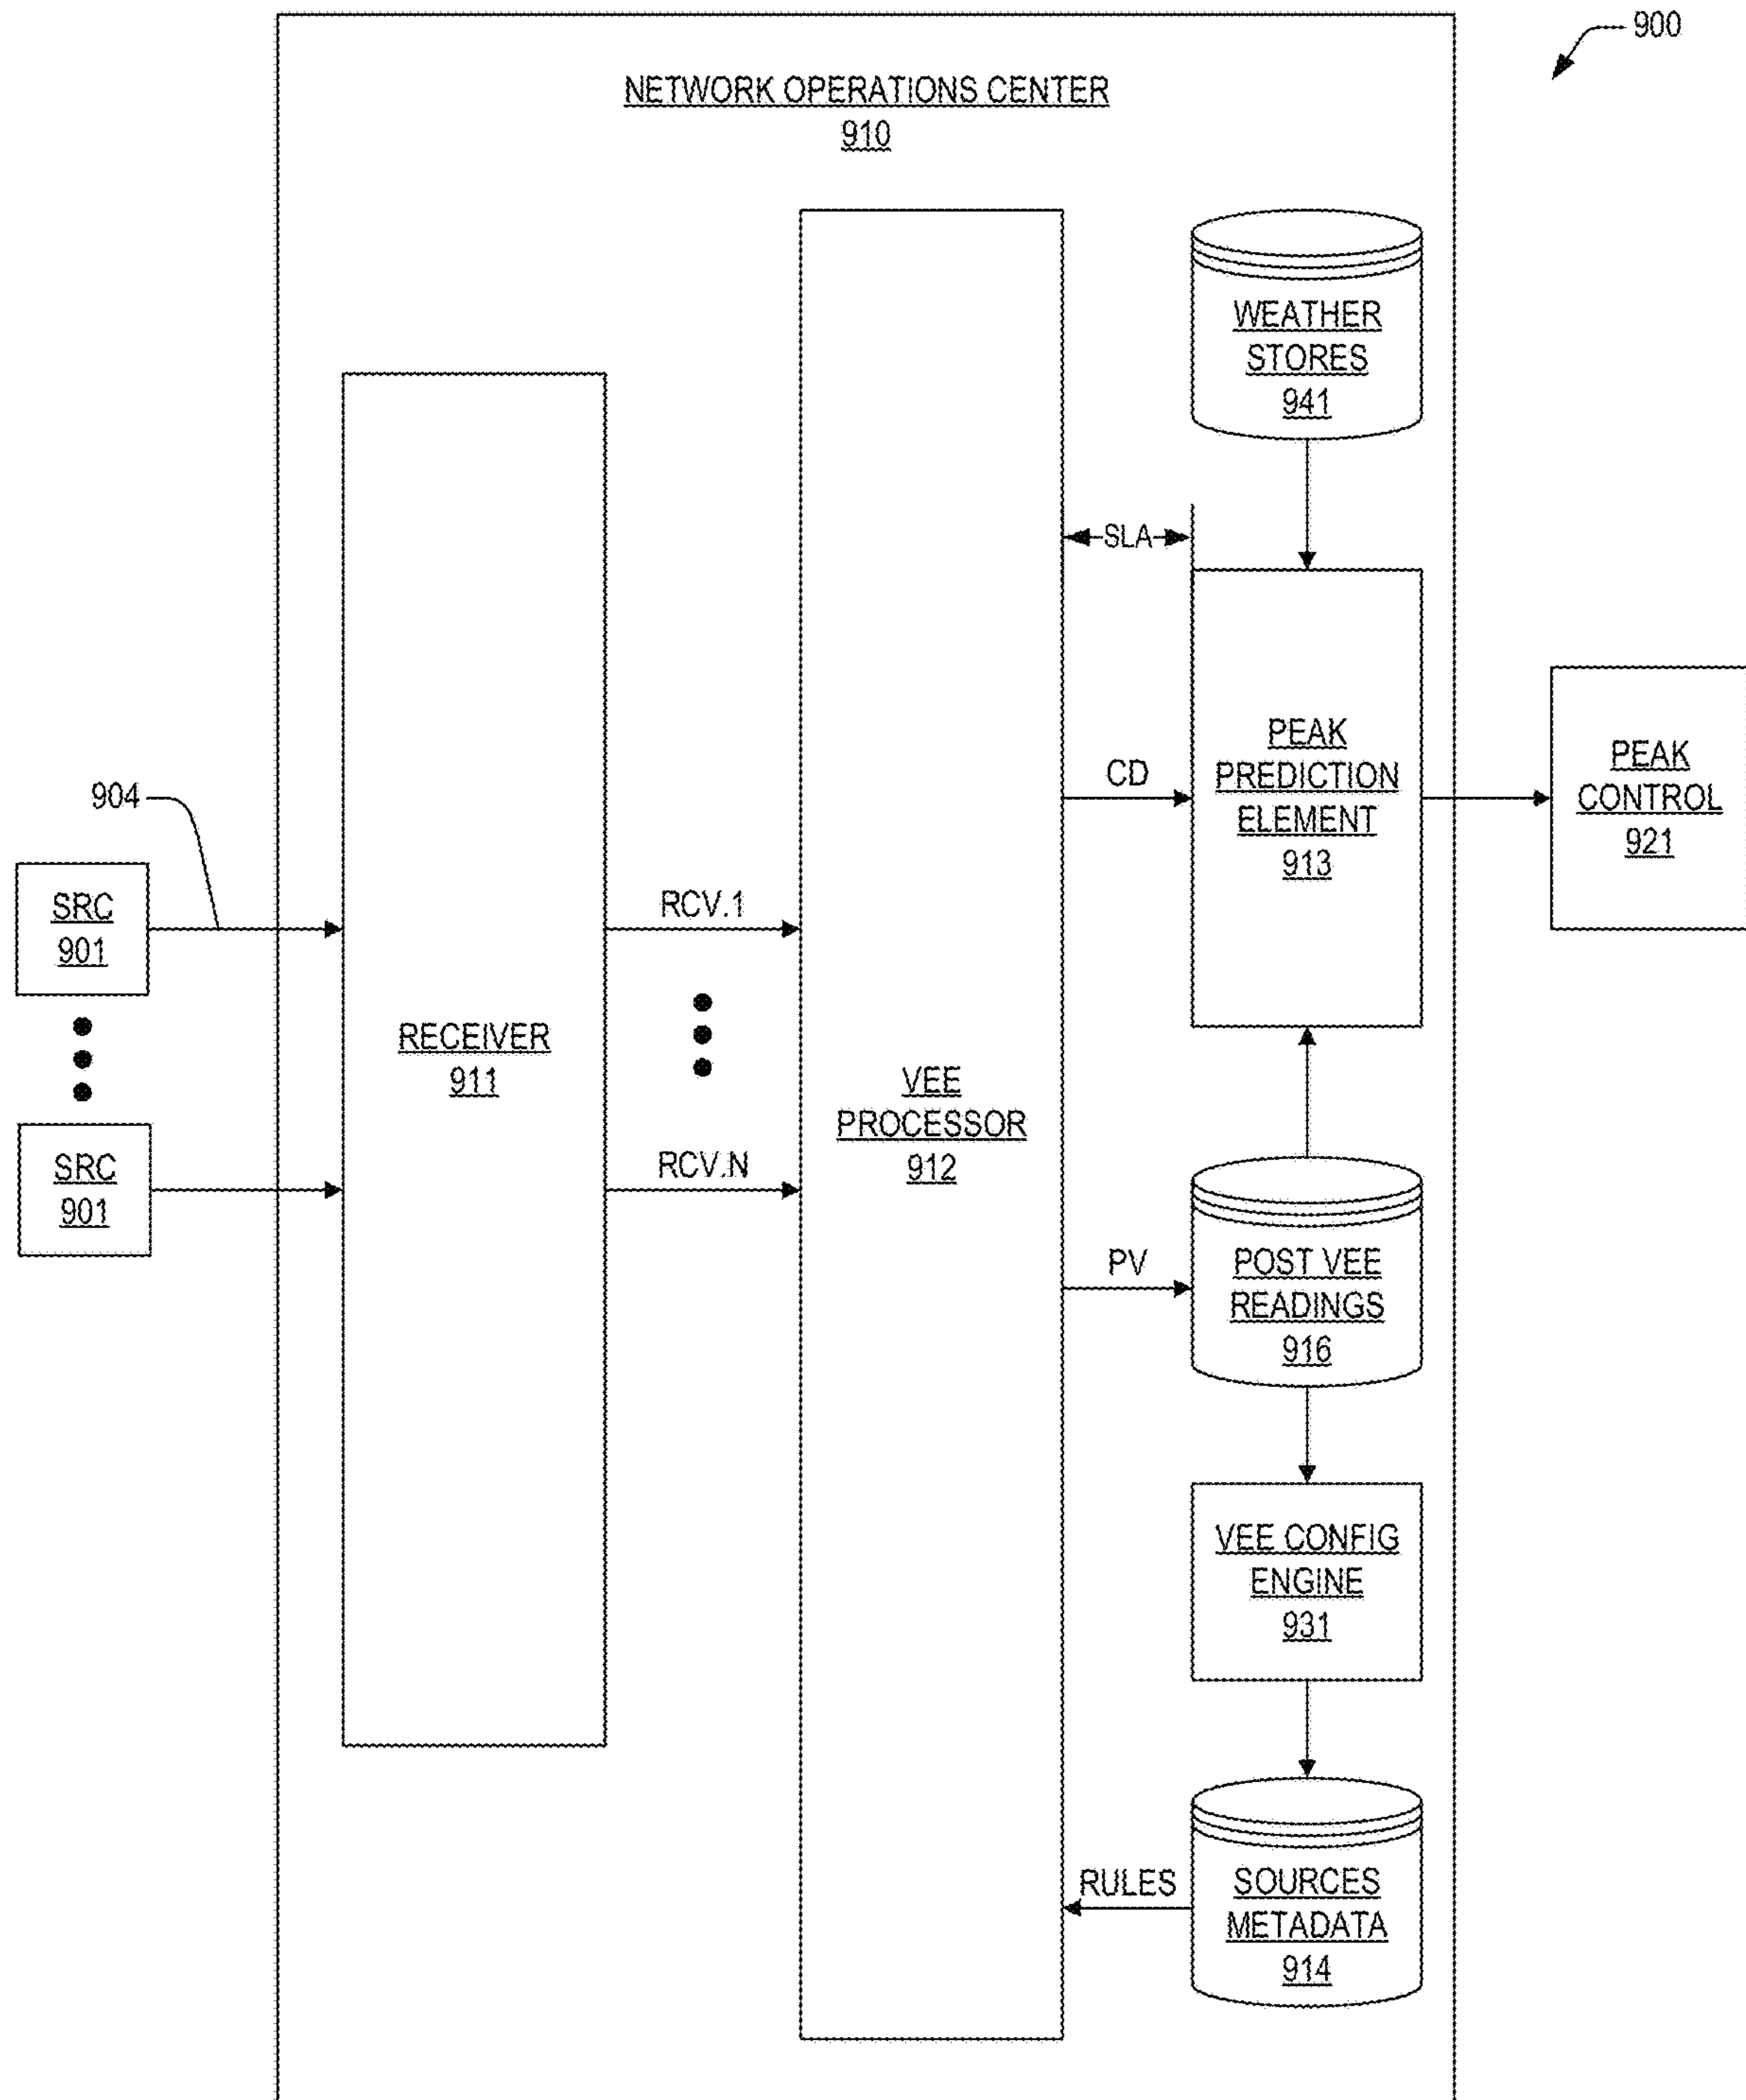 900
NETWORK OPERATIONS CENTER
910
WEATHER
STORES
941
SLA
PEAK
PREDICTION
ELEMENT
913
CD
PEAK
CONTROL
921
904
SRC
901
RCV.1
RECEIVER
911
VEE
PROCESSOR
912
SRC
901
RCV.N
PV
POST VEE
READINGS
916
VEE CONFIG
ENGINE
931
RULES
SOURCES
METADATA
914